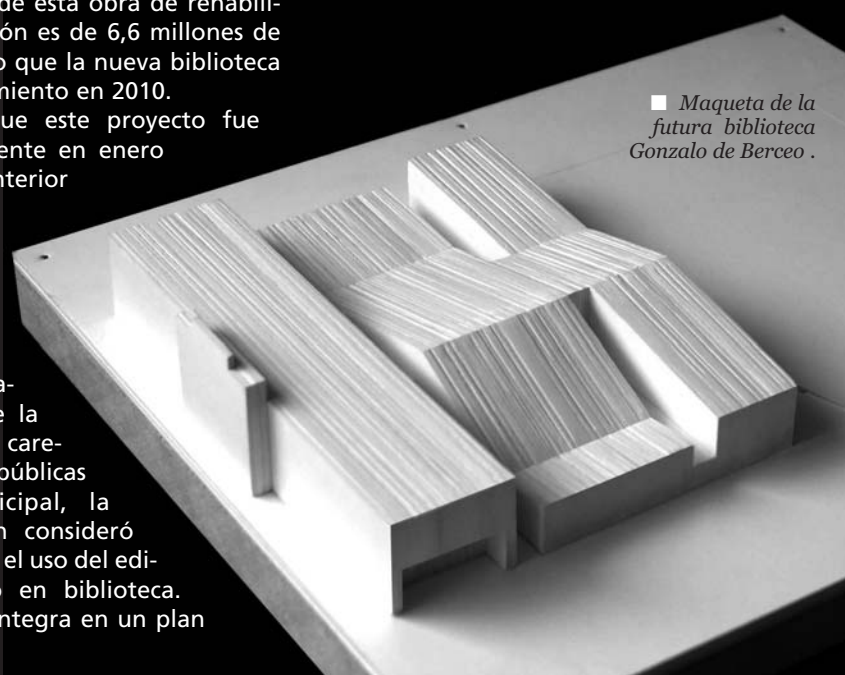 de esta obra de rehabili-
ón es de 6,6 millones de
o que la nueva biblioteca
miento en 2010.
ue este proyecto fue
ente en enero
nterior
a-
e la
care-
públicas
icipal, la
n consideró
el uso del edi-
o en biblioteca.
ntegra en un plan
■ Maqueta de la
futura biblioteca
Gonzalo de Berceo .